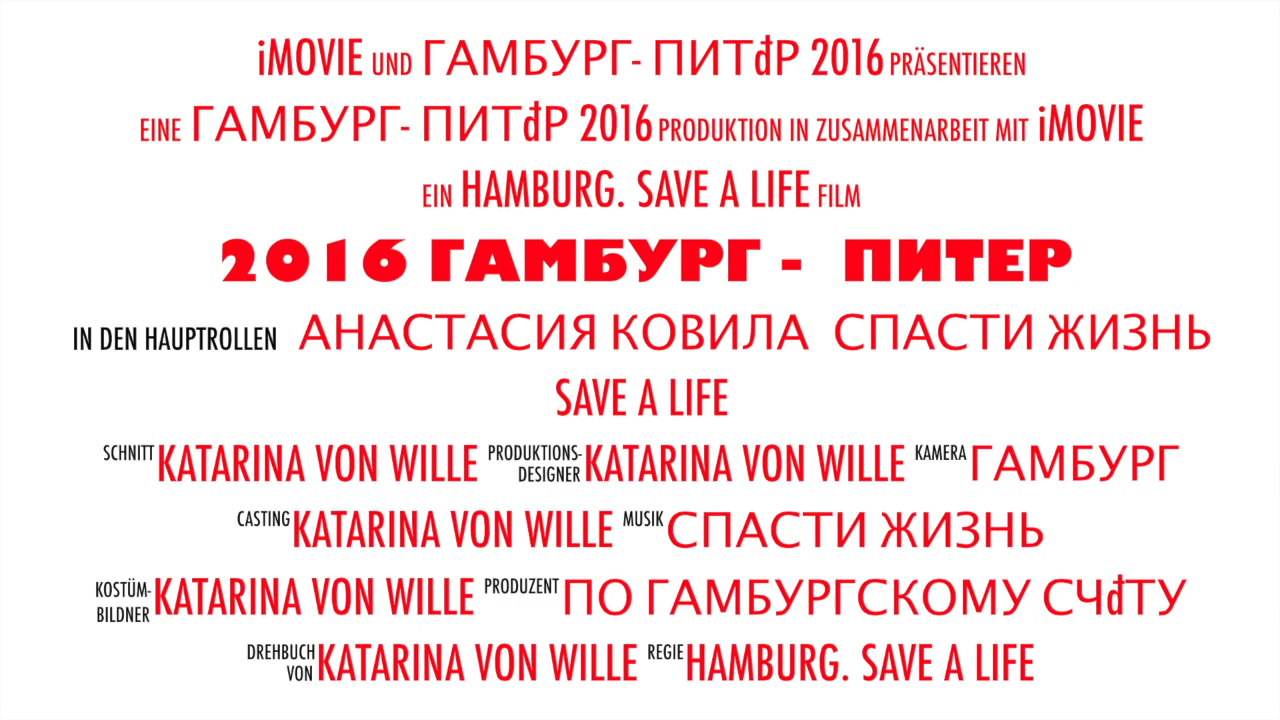 iMOVIE UND ГАМБУРГ- ПИТđР 2016 PRÄSENTIEREN
EINE ГАМБУРГ- ПИТđР 2016 PRODUKTION IN ZUSAMMENARBEIT MIT iMOVIE
EIN HAMBURG. SAVE A LIFE FILM
2016 ГАМБУРГ - ПИТЕР
IN DEN HAUPTROLLEN АНАСТАСИЯ КОВИЛА СПАСТИ ЖИЗНЬ
SAVE A LIFE
SCHNITT KATARINA VON WILLE PRODUKTIONS-DESIGNER KATARINA VON WILLE KAMERA ГАМБУРГ
CASTING KATARINA VON WILLE MUSIK СПАСТИ ЖИЗНЬ
KOSTÜM-BILDNER KATARINA VON WILLE PRODUZENT ПО ГАМБУРГСКОМУ СЧđТУ
DREHBUCH VON KATARINA VON WILLE REGIE HAMBURG. SAVE A LIFE